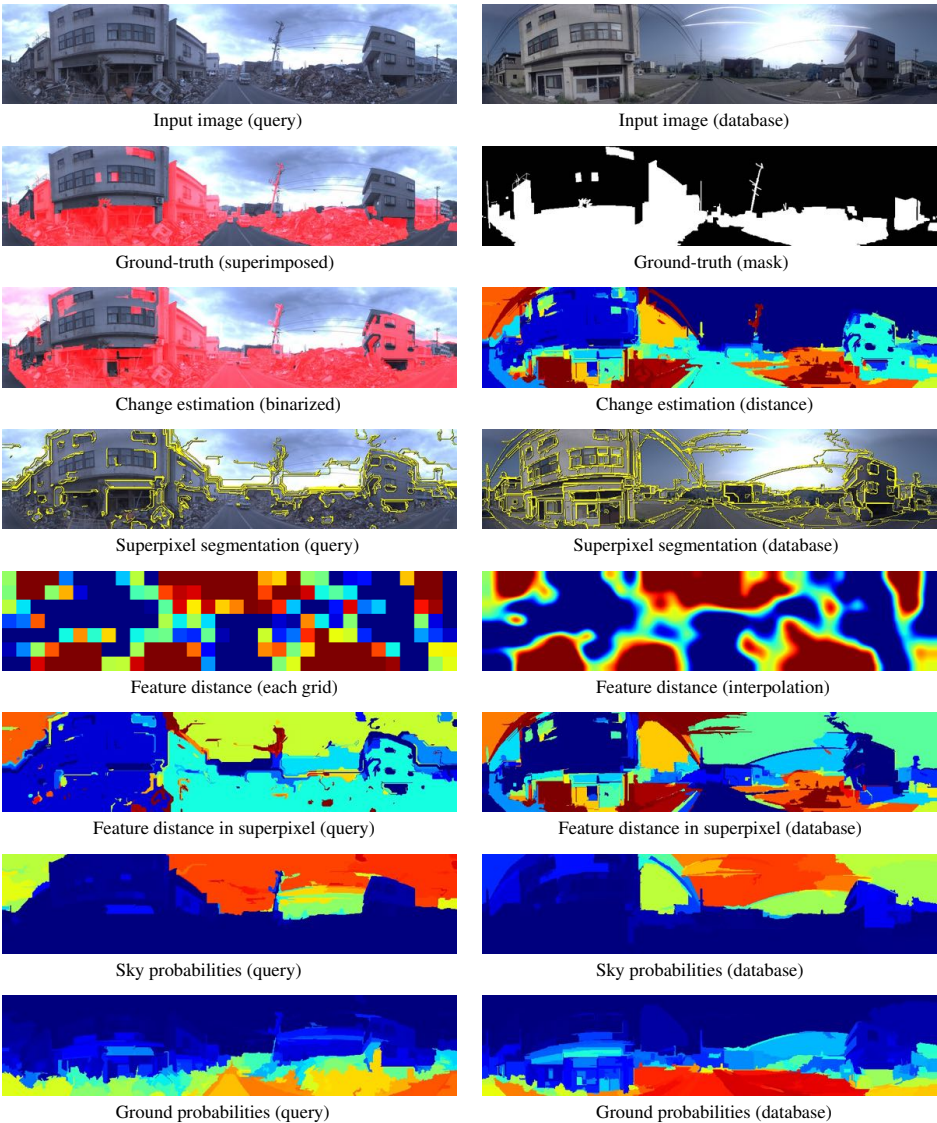 Input image (query)
Input image (database)
Ground-truth (superimposed)
Ground-truth (mask)
Change estimation (binarized)
Change estimation (distance)
Superpixel segmentation (query)
Superpixel segmentation (database)
Feature distance (each grid)
Feature distance (interpolation)
Feature distance in superpixel (query)
Feature distance in superpixel (database)
Sky probabilities (query)
Sky probabilities (database)
Ground probabilities (query)
Ground probabilities (database)